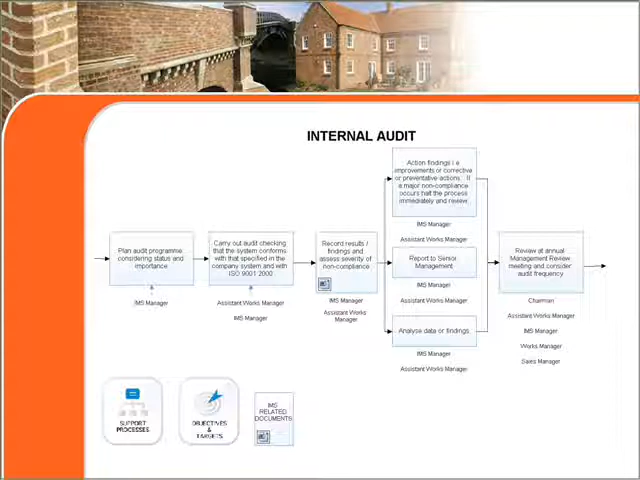 INTERNAL AUDIT
Action findings i.e
improvements or corrective
or preventative actions. If
a major non-compliance
occurs halt the process
immediately and review.
IMS Manager
Assistant Works Manager
Plan audit programme
considering status and
importance
IMS Manager
Carry out audit checking
that the system conforms
with that specified in the
company system and with
ISO 9001:2000
Assistant Works Manager
IMS Manager
Record results /
findings and
assess severity of
non-compliance
IMS Manager
Assistant Works
Manager
Report to Senior
Management
IMS Manager
Assistant Works Manager
Analyse data or findings
IMS Manager
Assistant Works Manager
Review at annual
Management Review
meeting and consider
audit frequency
Chairman
Assistant Works Manager
IMS Manager
Works Manager
Sales Manager
SUPPORT
PROCESSES
OBJECTIVES
&
TARGETS
IMS
RELATED
DOCUMENTS